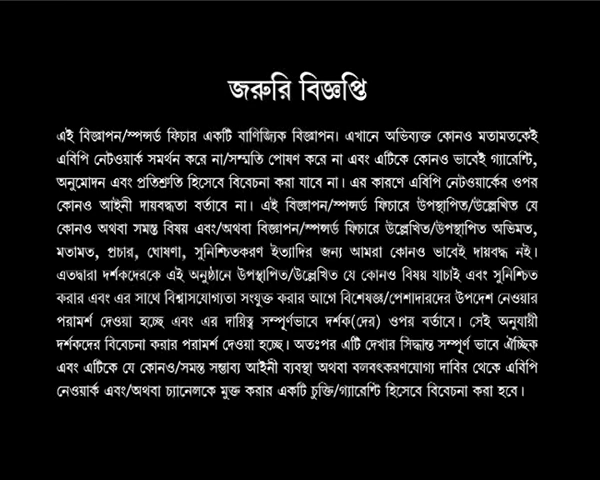 জরুরি বিজ্ঞপ্তি
এই বিজ্ঞাপন/স্পন্সর্ড ফিচার একটি বাণিজ্যিক বিজ্ঞাপন। এখানে অভিব্যক্ত কোনও মতামতকেই
এবিপি নেটওয়ার্ক সমর্থন করে না/সম্মতি পোষণ করে না এবং এটিকে কোনও ভাবেই গ্যারেন্টি,
অনুমোদন এবং প্রতিশ্রুতি হিসেবে বিবেচনা করা যাবে না। এর কারণে এবিপি নেটওয়ার্কের ওপর
কোনও আইনী দায়বদ্ধতা বর্তাবে না। এই বিজ্ঞাপন/স্পন্সর্ড ফিচারে উপস্থাপিত/উল্লেখিত যে
কোনও অথবা সমস্ত বিষয় এবং/অথবা বিজ্ঞাপন/স্পন্সর্ড ফিচারে উল্লেখিত/উপস্থাপিত অভিমত,
মতামত, প্রচার, ঘোষণা, সুনিশ্চিতকরণ ইত্যাদির জন্য আমরা কোনও ভাবেই দায়বদ্ধ নই।
এতদ্বারা দর্শকদেরকে এই অনুষ্ঠানে উপস্থাপিত/উল্লেখিত যে কোনও বিষয় যাচাই এবং সুনিশ্চিত
করার এবং এর সাথে বিশ্বাসযোগ্যতা সংযুক্ত করার আগে বিশেষজ্ঞ/পেশাদারদের উপদেশ নেওয়ার
পরামর্শ দেওয়া হচ্ছে এবং এর দায়িত্ব সম্পূর্ণভাবে দর্শক(দের) ওপর বর্তাবে। সেই অনুযায়ী
দর্শকদের বিবেচনা করার পরামর্শ দেওয়া হচ্ছে। অতঃপর এটি দেখার সিদ্ধান্ত সম্পূর্ণ ভাবে ঐচ্ছিক
এবং এটিকে যে কোনও/সমস্ত সম্ভাব্য আইনী ব্যবস্থা অথবা বলবৎকরণযোগ্য দাবির থেকে এবিপি
নেওয়ার্ক এবং/অথবা চ্যানেলকে মুক্ত করার একটি চুক্তি/গ্যারেন্টি হিসেবে বিবেচনা করা হবে।